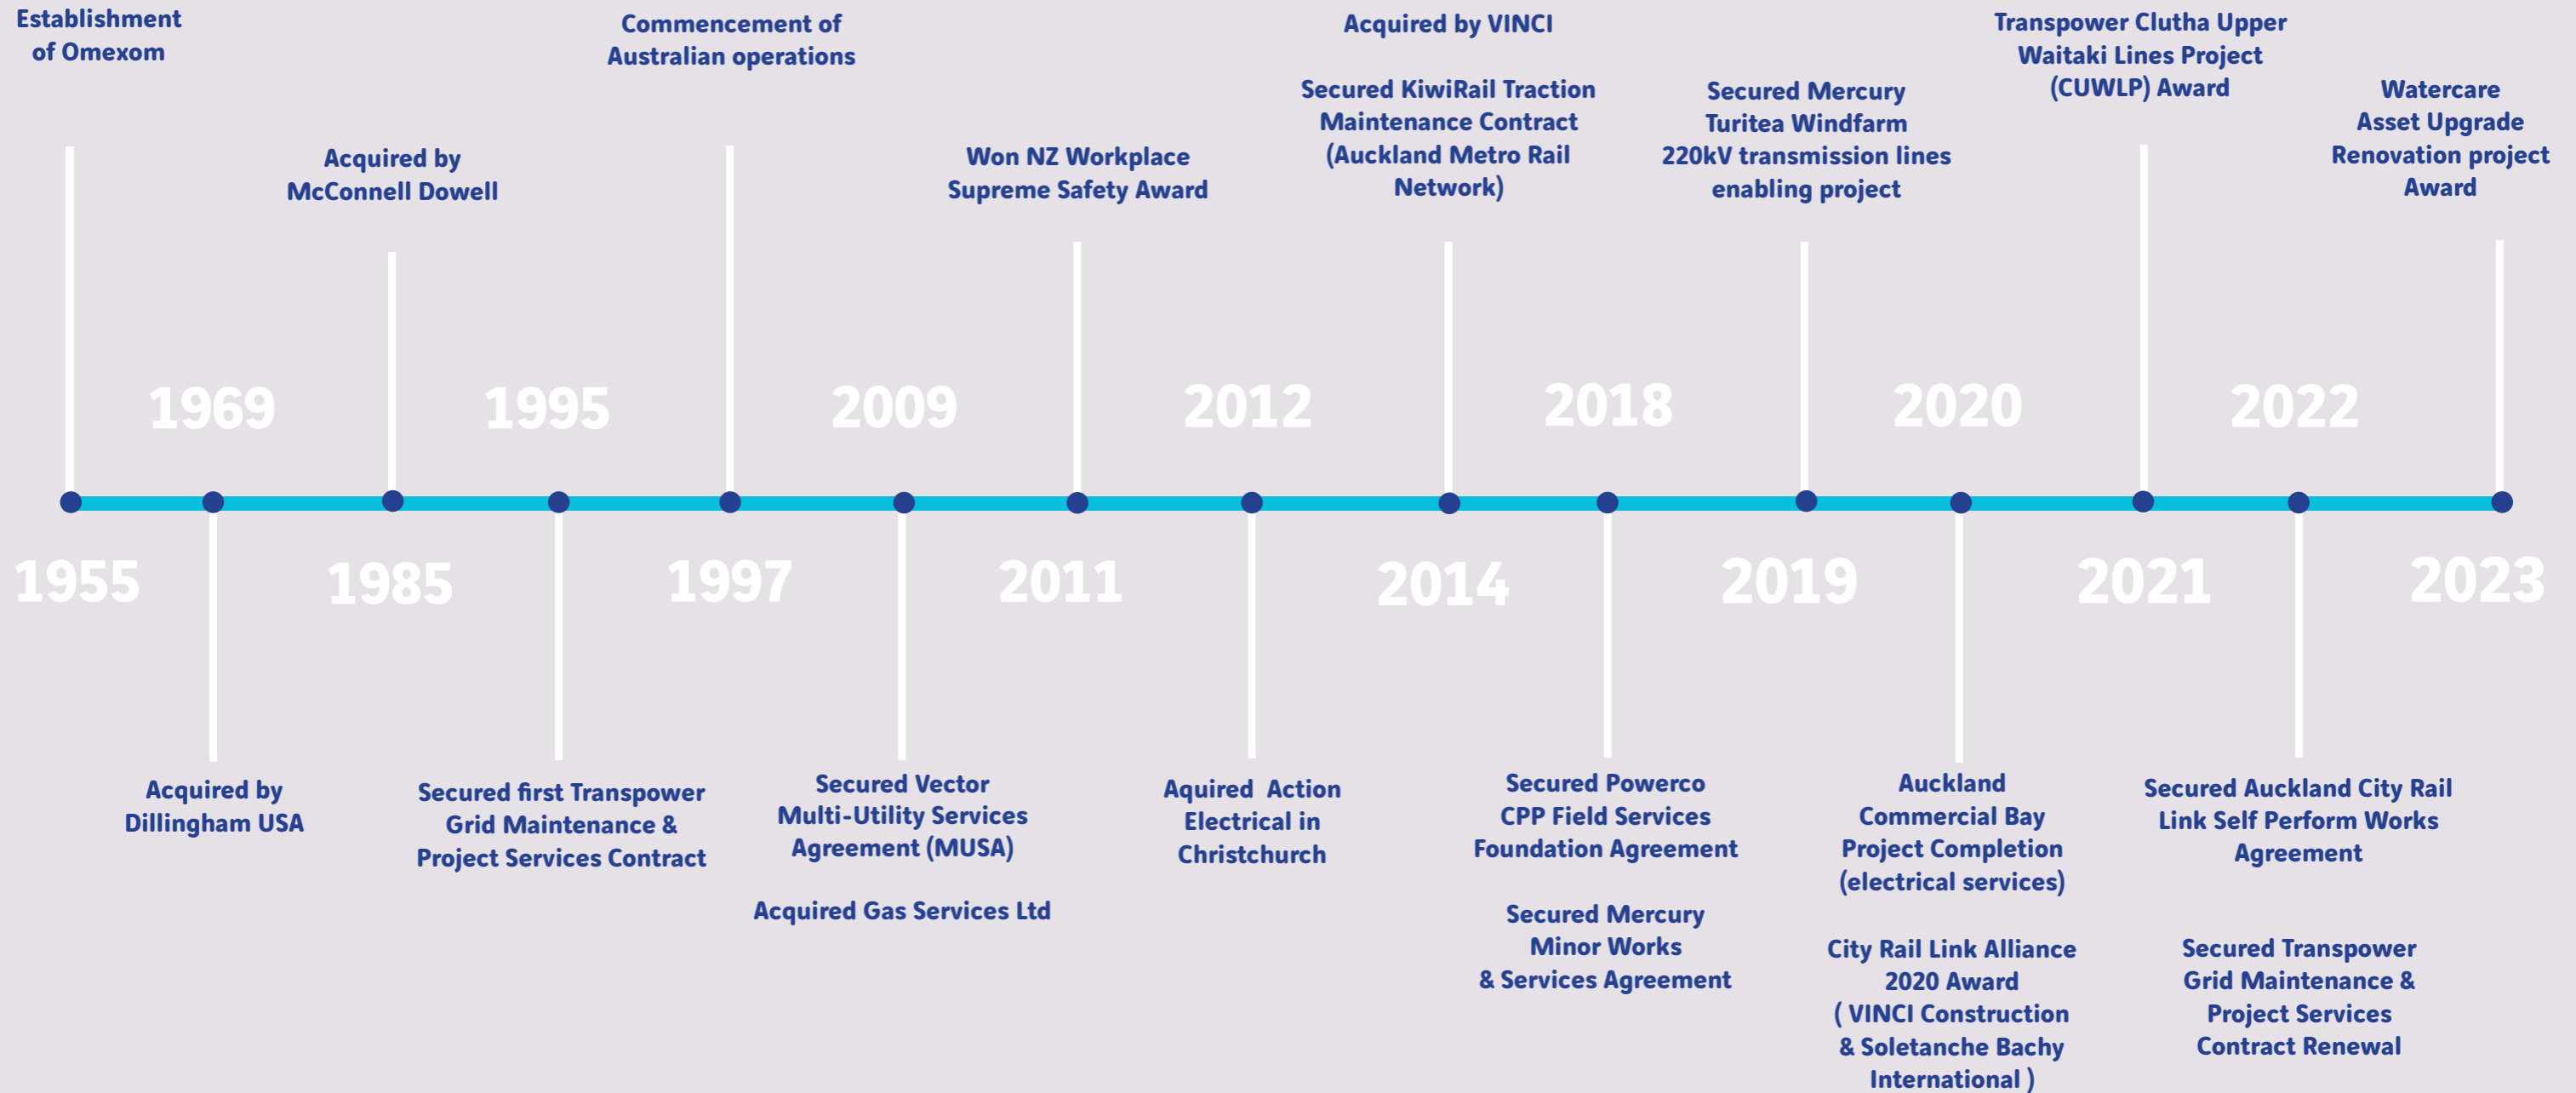 Establishment
of Omexom
1955
1969
Acquired by
Dillingham USA
Acquired by
McConnell Dowell
1985
1995
Secured first Transpower
Grid Maintenance &
Project Services Contract
Commencement of
Australian operations
1997
2009
Secured Vector
Multi-Utility Services
Agreement (MUSA)
Acquired Gas Services Ltd
Won NZ Workplace
Supreme Safety Award
2011
2012
Aquired Action
Electrical in
Christchurch
Acquired by VINCI
Secured KiwiRail Traction
Maintenance Contract
(Auckland Metro Rail
Network)
2014
2018
Secured Powerco
CPP Field Services
Foundation Agreement
Secured Mercury
Minor Works
& Services Agreement
Secured Mercury
Turitea Windfarm
220kV transmission lines
enabling project
2019
2020
Auckland
Commercial Bay
Project Completion
(electrical services)
City Rail Link Alliance
2020 Award
( VINCI Construction
& Soletanche Bachy
International )
Transpower Clutha Upper
Waitaki Lines Project
(CUWLP) Award
2021
2022
Secured Auckland City Rail
Link Self Perform Works
Agreement
Secured Transpower
Grid Maintenance &
Project Services
Contract Renewal
Watercare
Asset Upgrade
Renovation project
Award
2023